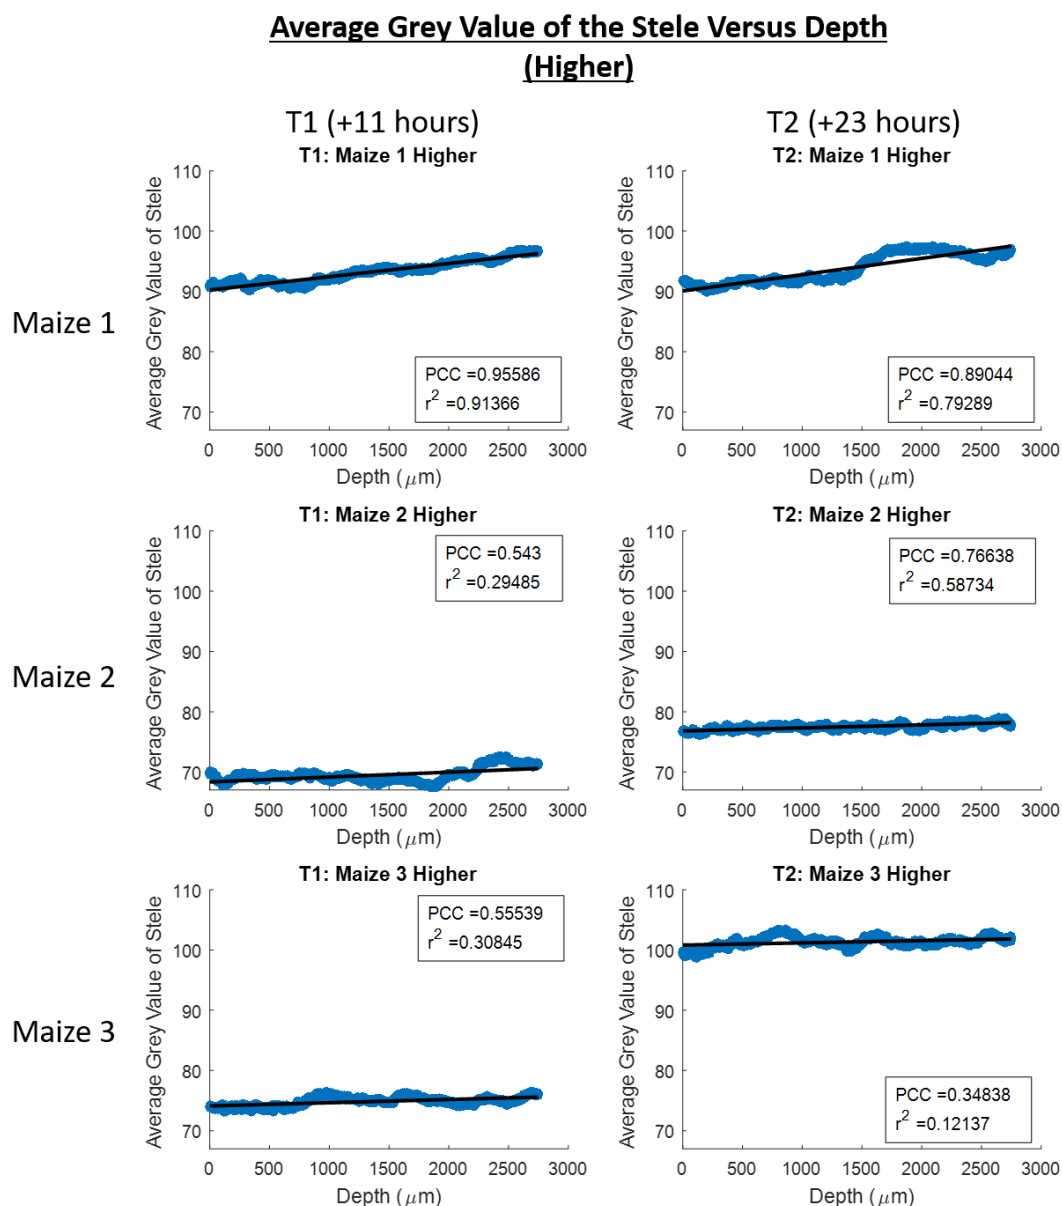 Average Grey Value of the Stele Versus Depth
(Higher)
T1 (+11 hours)
T2 (+23 hours)
Maize 1
T1: Maize 1 Higher
110
100
90
80
70
Average Grey Value of Stele
PCC =0.95586
r² =0.91366
0 500 1000 1500 2000 2500 3000
Depth (μm)
T2: Maize 1 Higher
110
100
90
80
70
Average Grey Value of Stele
PCC =0.89044
r² =0.79289
0 500 1000 1500 2000 2500 3000
Depth (μm)
Maize 2
T1: Maize 2 Higher
110
100
90
80
70
Average Grey Value of Stele
PCC =0.543
r² =0.29485
0 500 1000 1500 2000 2500 3000
Depth (μm)
T2: Maize 2 Higher
110
100
90
80
70
Average Grey Value of Stele
PCC =0.76638
r² =0.58734
0 500 1000 1500 2000 2500 3000
Depth (μm)
Maize 3
T1: Maize 3 Higher
110
100
90
80
70
Average Grey Value of Stele
PCC =0.55539
r² =0.30845
0 500 1000 1500 2000 2500 3000
Depth (μm)
T2: Maize 3 Higher
110
100
90
80
70
Average Grey Value of Stele
PCC =0.34838
r² =0.12137
0 500 1000 1500 2000 2500 3000
Depth (μm)